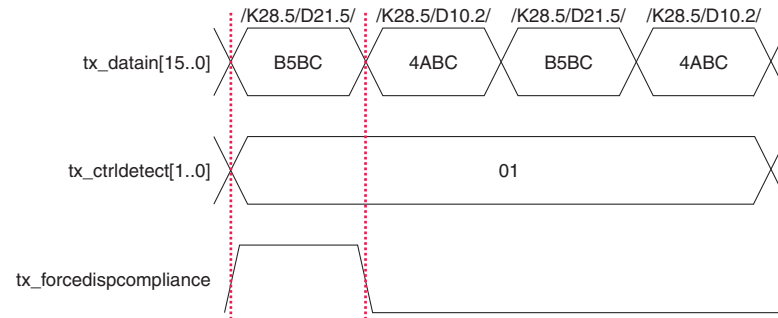 /K28.5/D21.5/ /K28.5/D10.2/ /K28.5/D21.5/ /K28.5/D10.2/
tx_datain[15..0] B5BC 4ABC B5BC 4ABC
tx_ctrldetect[1..0] 01
tx_forcedispcompliance